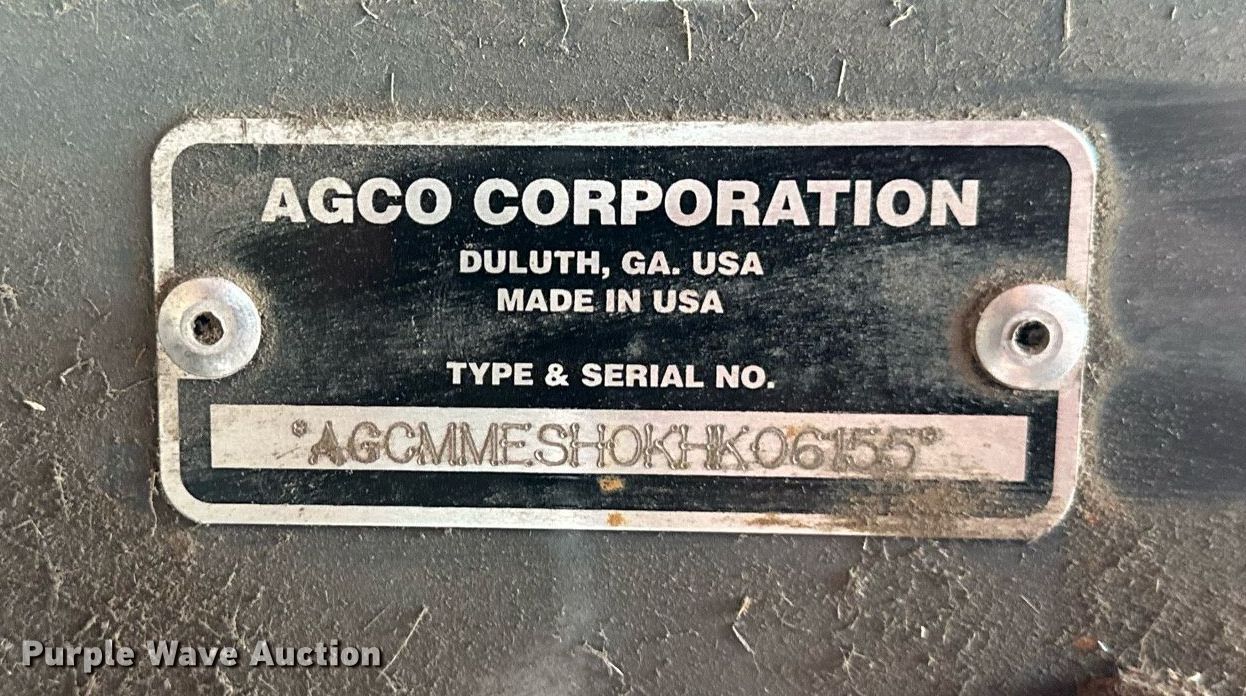 AGCO CORPORATION
DULUTH, GA. USA
MADE IN USA
TYPE & SERIAL NO.
*AGCMMESH0KHK06155*
Purple Wave Auction